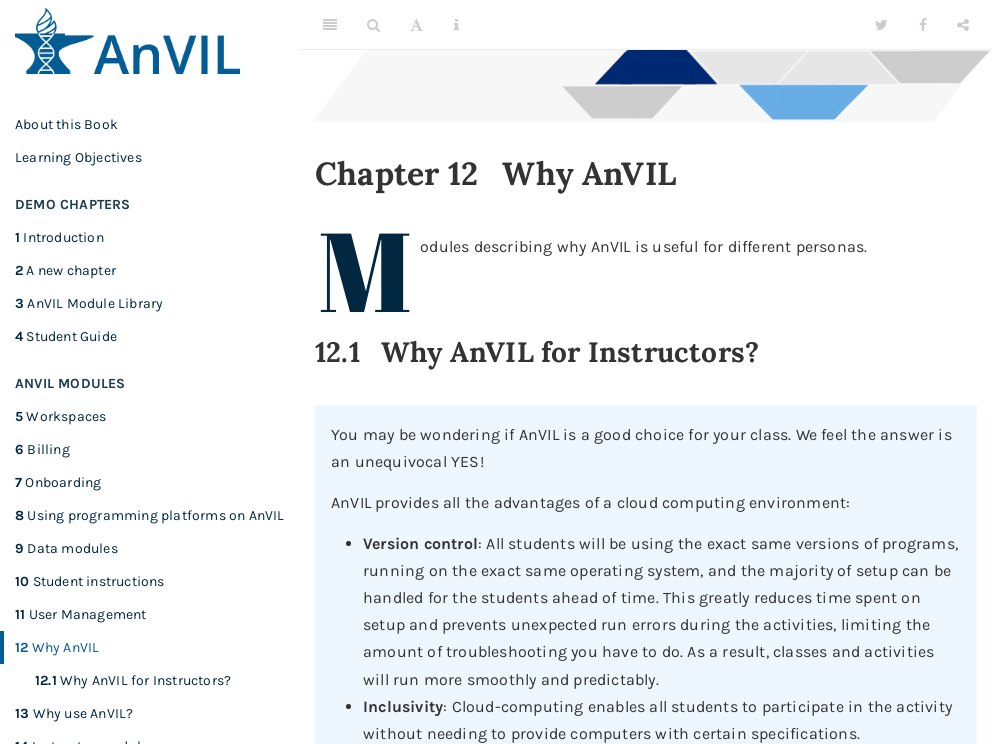 AnVIL
About this Book
Learning Objectives
DEMO CHAPTERS
1 Introduction
2 A new chapter
3 AnVIL Module Library
4 Student Guide
ANVIL MODULES
5 Workspaces
6 Billing
7 Onboarding
8 Using programming platforms on AnVIL
9 Data modules
10 Student instructions
11 User Management
12 Why AnVIL
12.1 Why AnVIL for Instructors?
13 Why use AnVIL?
Chapter 12 Why AnVIL
Modules describing why AnVIL is useful for different personas.
12.1 Why AnVIL for Instructors?
You may be wondering if AnVIL is a good choice for your class. We feel the answer is
an unequivocal YES!
AnVIL provides all the advantages of a cloud computing environment:
• Version control: All students will be using the exact same versions of programs,
running on the exact same operating system, and the majority of setup can be
handled for the students ahead of time. This greatly reduces time spent on
setup and prevents unexpected run errors during the activities, limiting the
amount of troubleshooting you have to do. As a result, classes and activities
will run more smoothly and predictably.
• Inclusivity: Cloud-computing enables all students to participate in the activity
without needing to provide computers with certain specifications.